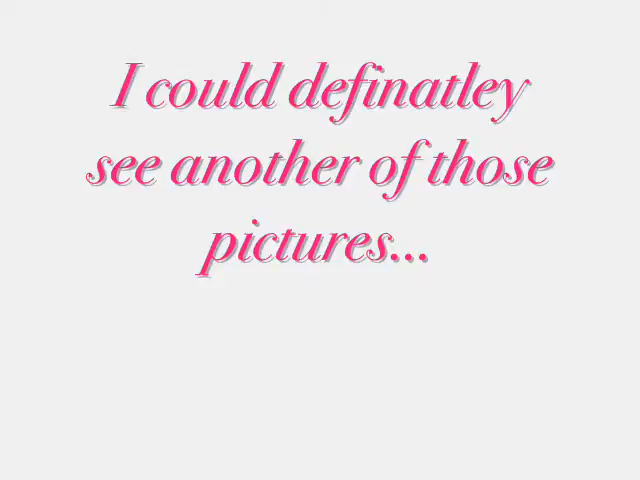 I could definatley
see another of those
pictures...